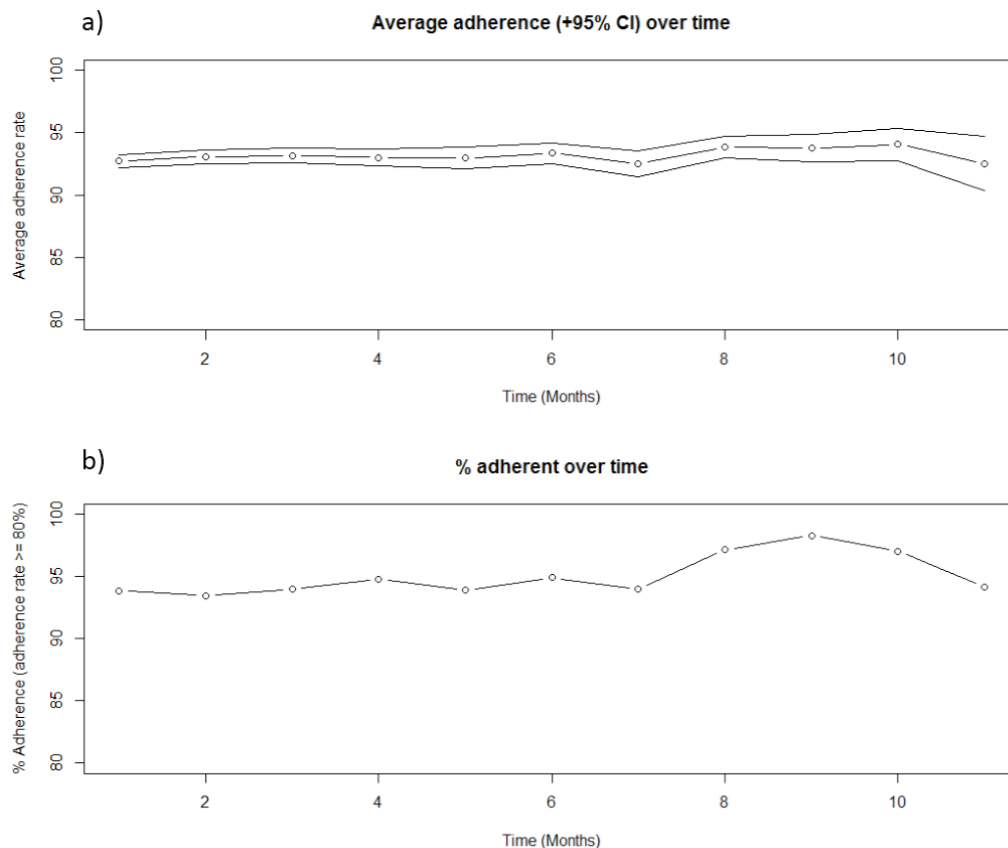 a)
Average adherence (+95% CI) over time
Average adherence rate
100
95
90
85
80
2 4 6 8 10
Time (Months)
b)
% adherent over time
% Adherence (adherence rate >= 80%)
100
95
90
85
80
2 4 6 8 10
Time (Months)